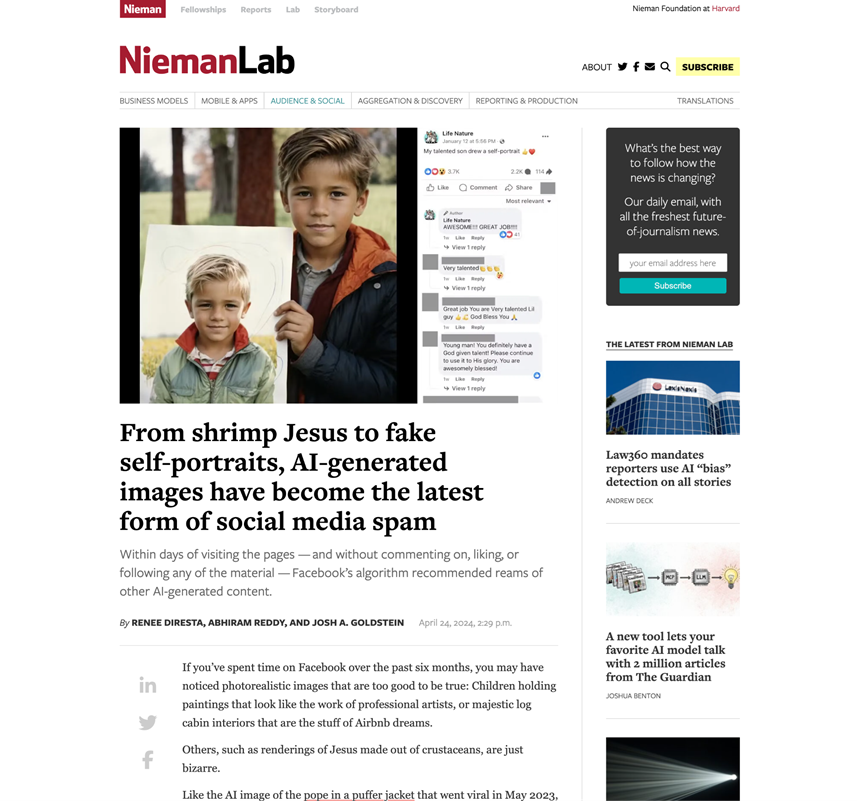 Nieman
Fellowships Reports Lab Storyboard
Nieman Foundation at Harvard
NiemanLab
ABOUT
SUBSCRIBE
BUSINESS MODELS
MOBILE & APPS
AUDIENCE & SOCIAL
AGGREGATION & DISCOVERY
REPORTING & PRODUCTION
TRANSLATIONS
Life Nature
January 12 at 5:58 PM
My talented son drew a self-portrait
3.7K 2.2K 114
Like Comment Share
Most relevant
Author
Life Nature
AWESOME!!! GREAT JOB!!!!
41
1w Like Reply
View 1 reply
Very talented
1w Like Reply
View 1 reply
Great job You are Very talented Lil
guy God Bless You
1w Like Reply
Young man! You definitely have a
God given talent! Please continue
to use it to His glory. You are
awesomely blessed!
1w Like Reply
View 1 reply
From shrimp Jesus to fake
self-portraits, AI-generated
images have become the latest
form of social media spam
Within days of visiting the pages — and without commenting on, liking, or
following any of the material — Facebook's algorithm recommended reams of
other AI-generated content.
By RENEE DIRESTA, ABHIRAM REDDY, AND JOSH A. GOLDSTEIN April 24, 2024, 2:29 p.m.
If you've spent time on Facebook over the past six months, you may have
noticed photorealistic images that are too good to be true: Children holding
paintings that look like the work of professional artists, or majestic log
cabin interiors that are the stuff of Airbnb dreams.
Others, such as renderings of Jesus made out of crustaceans, are just
bizarre.
Like the AI image of the pope in a puffer jacket that went viral in May 2023,
What's the best way
to follow how the
news is changing?
Our daily email, with
all the freshest future-
of-journalism news.
your email address here
Subscribe
THE LATEST FROM NIEMAN LAB
LexisNexis
Law360 mandates
reporters use AI "bias"
detection on all stories
ANDREW DECK
MCP
LLM
A new tool lets your
favorite AI model talk
with 2 million articles
from The Guardian
JOSHUA BENTON